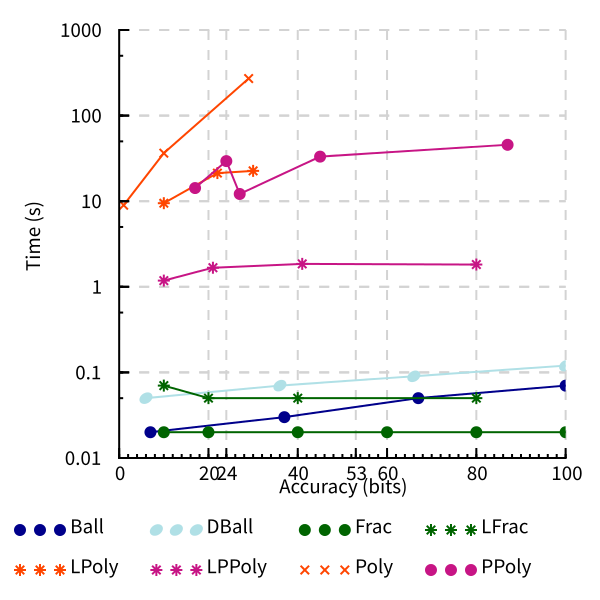 1000
100
10
1
0.1
0.01
Time (s)
0 20 24 40 53 60 80 100
Accuracy (bits)
Ball DBall Frac LFrac
LPoly LPPoly Poly PPoly